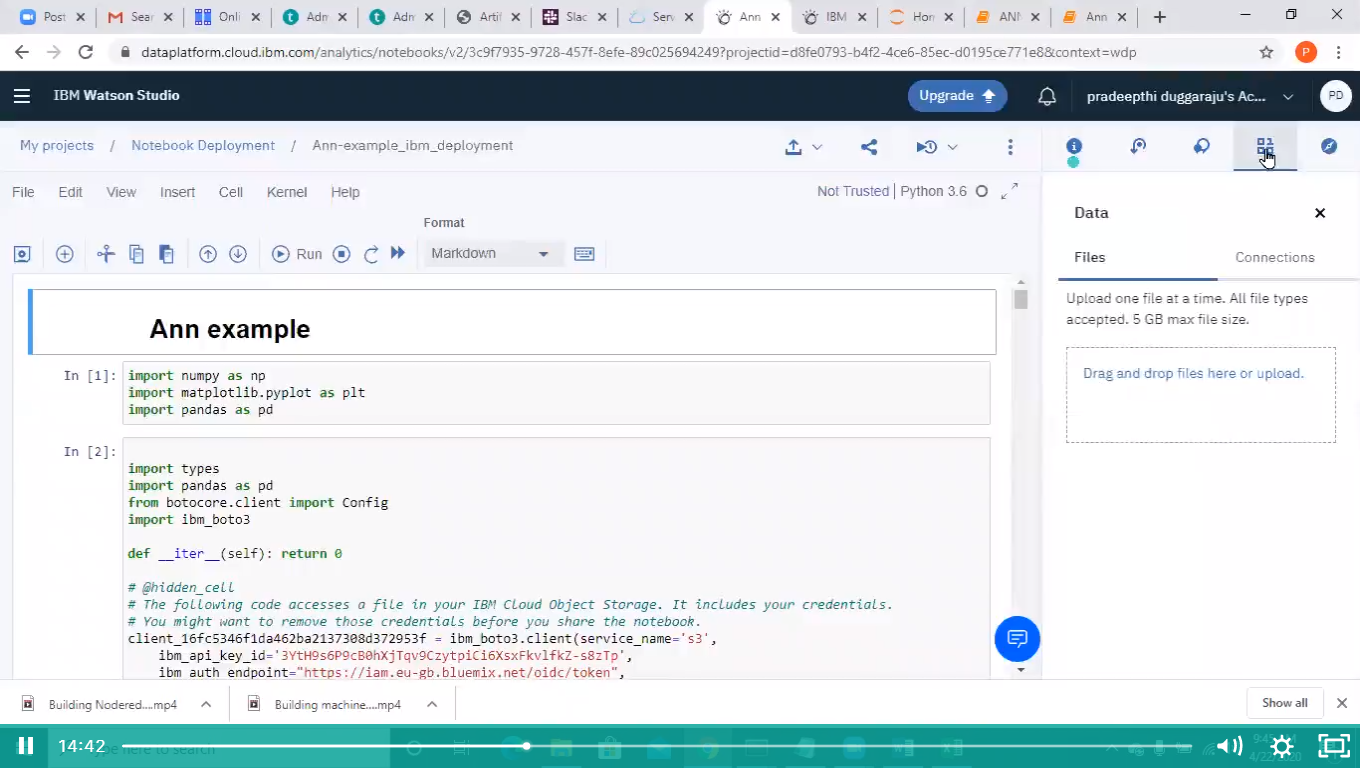 Post
Sear
Onli
Adm
Adm
Artif
Slac
Serv
Ann
IBM
Hom
ANN
Ann
dataplatform.cloud.ibm.com/analytics/notebooks/v2/3c9f7935-9728-457f-8efe-89c025694249?projectid=d8fe0793-b4f2-4ce6-85ec-d0195ce771e8&context=wdp
P
IBM Watson Studio
Upgrade
pradeepthi duggaraju's Ac...
PD
My projects / Notebook Deployment / Ann-example_ibm_deployment
File Edit View Insert Cell Kernel Help
Not Trusted | Python 3.6
Format
Run
Markdown
Data
Files
Connections
Upload one file at a time. All file types
accepted. 5 GB max file size.
Drag and drop files here or upload.
Ann example
In [1]: import numpy as np
import matplotlib.pyplot as plt
import pandas as pd
In [2]:
import types
import pandas as pd
from botocore.client import Config
import ibm_boto3
def __iter__(self): return 0
# @hidden_cell
# The following code accesses a file in your IBM Cloud Object Storage. It includes your credentials.
# You might want to remove those credentials before you share the notebook.
client_16fc5346f1da462ba2137308d372953f = ibm_boto3.client(service_name='s3',
ibm_api_key_id='3YtH9s6P9cB0hXjTqv9CzytpiCi6XsxFkvlfkZ-s8zTp',
ibm_auth_endpoint="https://iam.eu-gb.bluemix.net/oidc/token",
Building Nodered....mp4
Building machine....mp4
Show all
14:42
here to search
4/22/2020